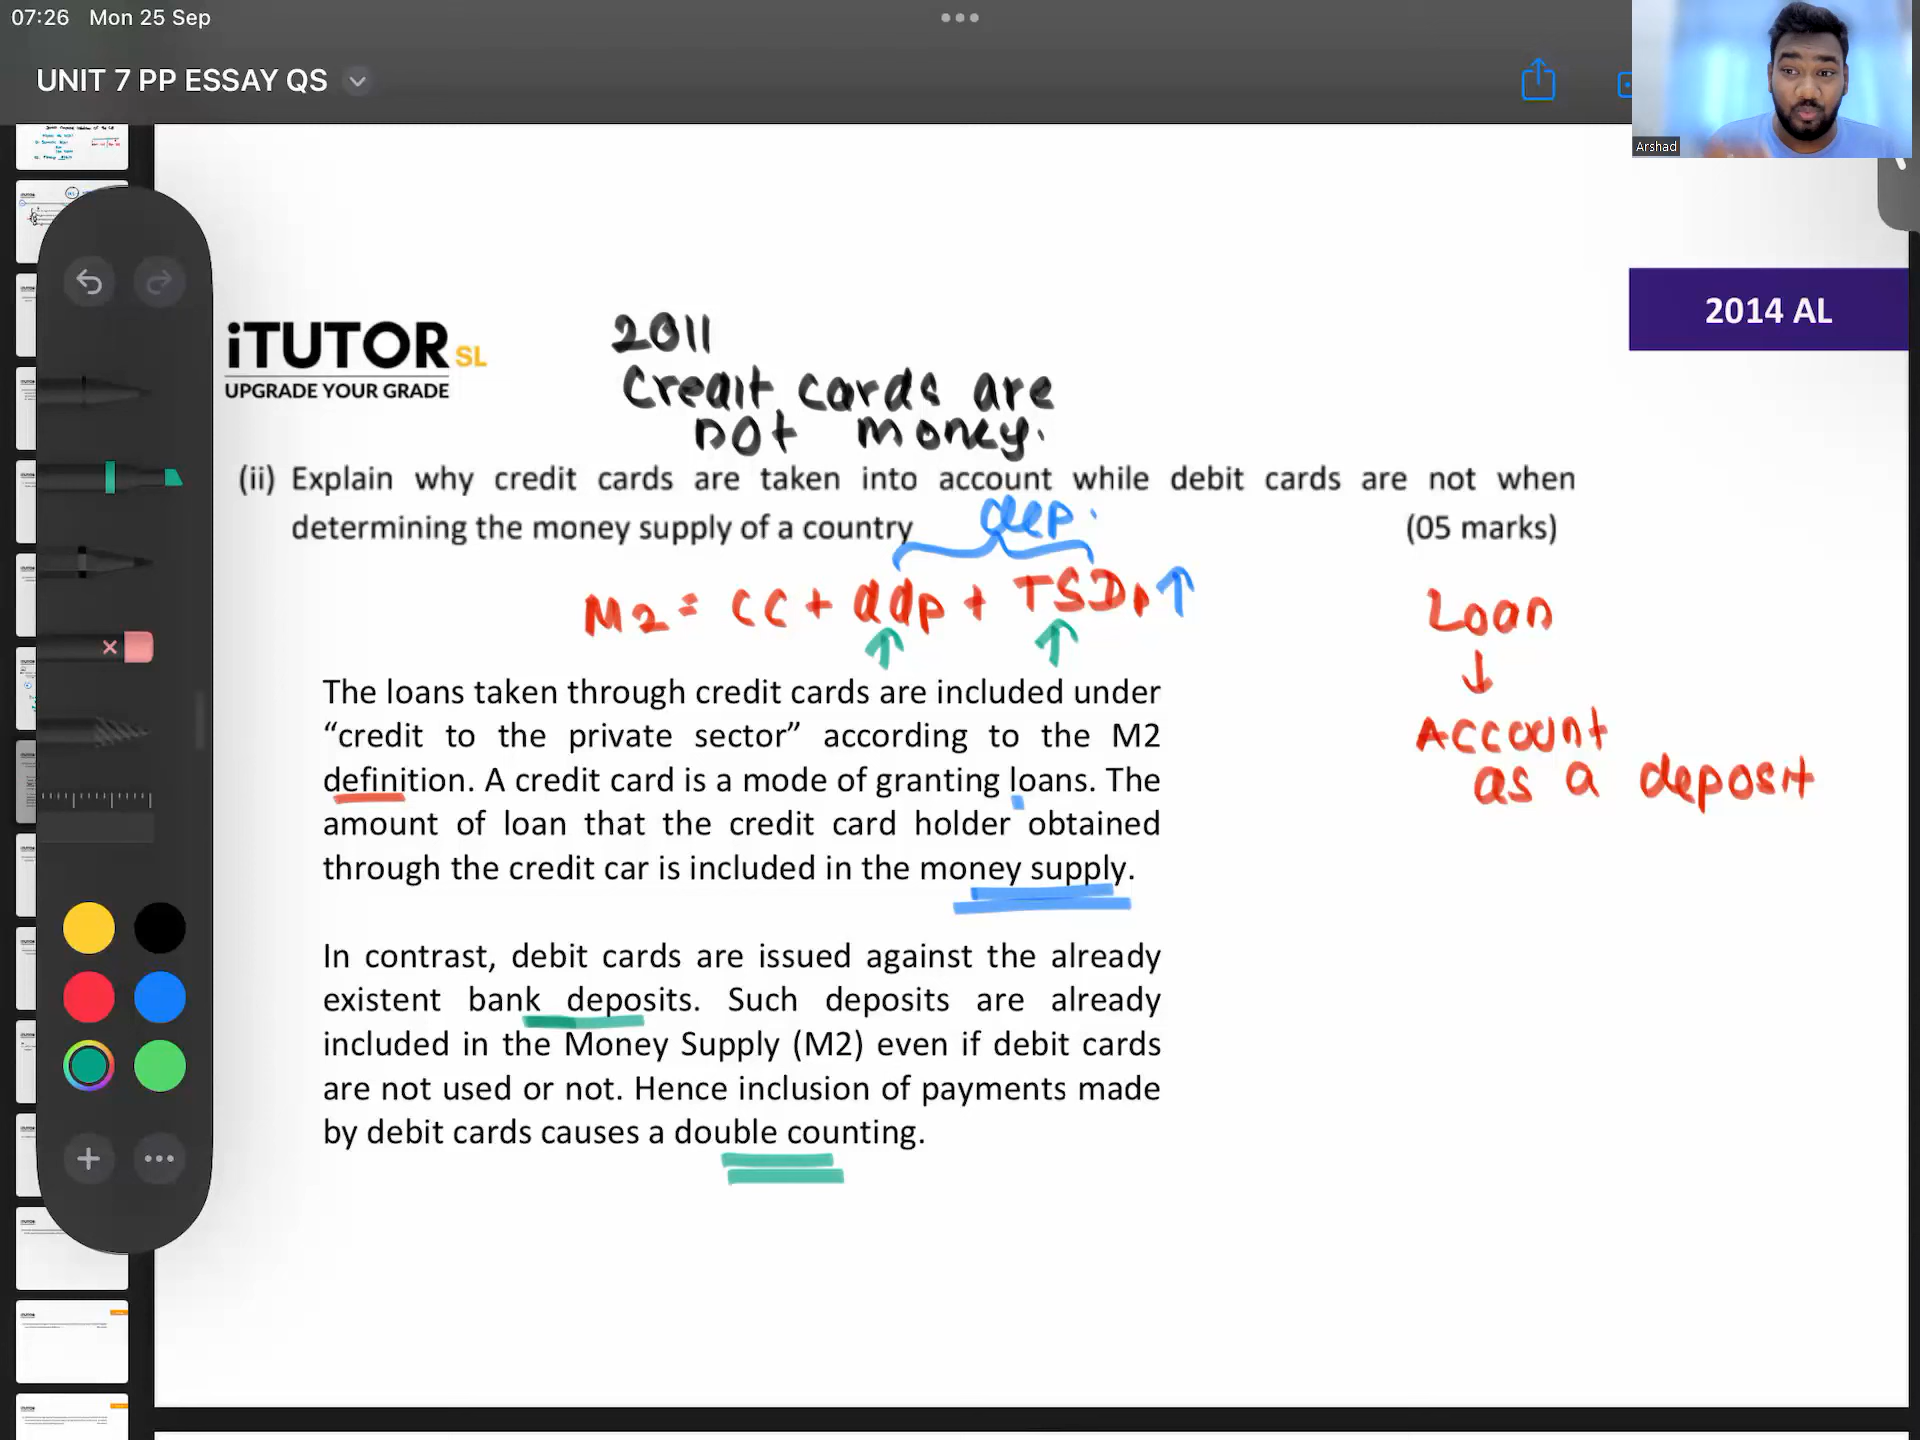 07:26 Mon 25 Sep
UNIT 7 PP ESSAY QS
Arshad
2014 AL
iTUTOR SL
UPGRADE YOUR GRADE
2011
Credit cards are
not money.
(ii) Explain why credit cards are taken into account while debit cards are not when
determining the money supply of a country (05 marks)
dep.
M2 = CC + ddp + TSDp ↑
↑ ↑
Loan
↓
Account
as a deposit
The loans taken through credit cards are included under
“credit to the private sector” according to the M2
definition. A credit card is a mode of granting loans. The
amount of loan that the credit card holder obtained
through the credit car is included in the money supply.
In contrast, debit cards are issued against the already
existent bank deposits. Such deposits are already
included in the Money Supply (M2) even if debit cards
are not used or not. Hence inclusion of payments made
by debit cards causes a double counting.